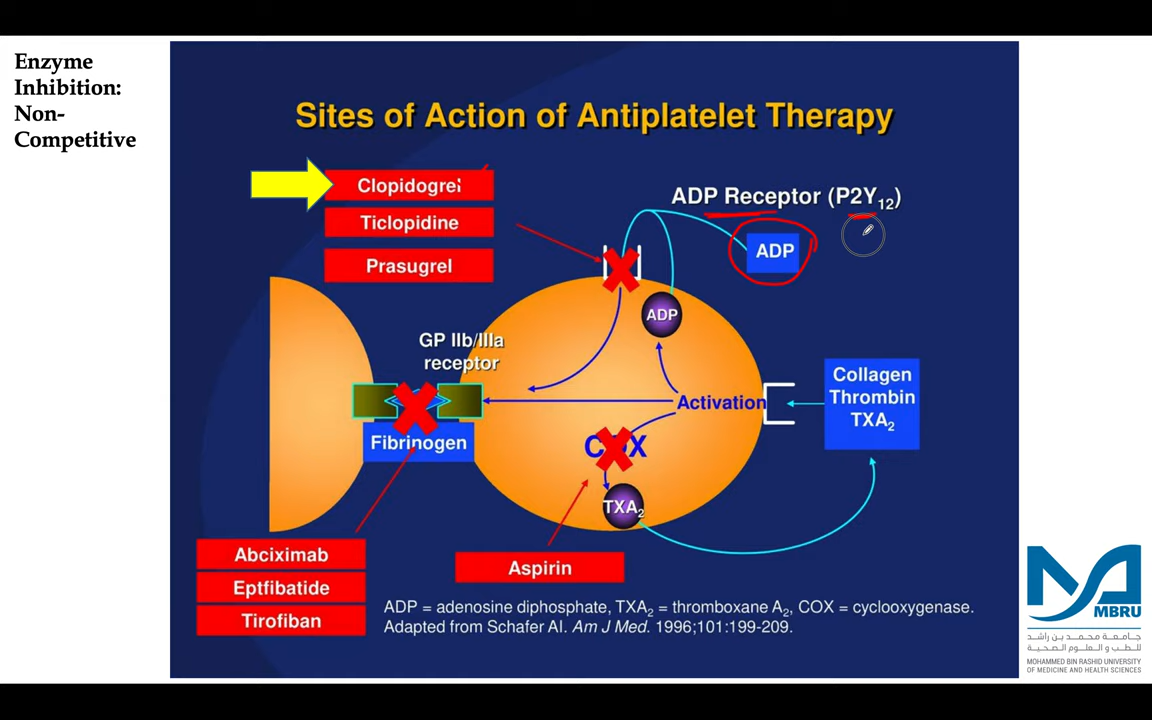 Enzyme
Inhibition:
Non-
Competitive
Sites of Action of Antiplatelet Therapy
Clopidogrel
Ticlopidine
Prasugrel
ADP Receptor (P2Y12)
ADP
ADP
GP IIb/IIIa
receptor
Activation
Collagen
Thrombin
TXA2
Fibrinogen
COX
TXA2
Abciximab
Eptfibatide
Tirofiban
Aspirin
ADP = adenosine diphosphate, TXA2 = thromboxane A2, COX = cyclooxygenase.
Adapted from Schafer AI. Am J Med. 1996;101:199-209.
MBRU
جامعة محمد بن راشد
للطب و العلوم الصحية
MOHAMMED BIN RASHID UNIVERSITY
OF MEDICINE AND HEALTH SCIENCES